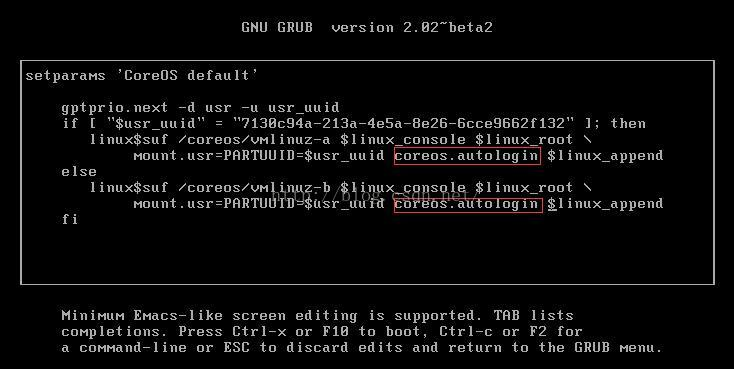 GNU GRUB  version 2.02~beta2
setparams 'CoreOS default'
gptprio.next -d usr -u usr_uuid
if [ "$usr_uuid" = "7130c94a-213a-4e5a-8e26-6cce9662f132" ]; then
linux$suf /coreos/vmlinuz-a $linux_console $linux_root \
mount.usr=PARTUUID=$usr_uuid coreos.autologin $linux_append
else
linux$suf /coreos/vmlinuz-b $linux_console $linux_root \
http://blog.csdn.net/
mount.usr=PARTUUID=$usr_uuid coreos.autologin $linux_append
fi
Minimum Emacs-like screen editing is supported. TAB lists
completions. Press Ctrl-x or F10 to boot, Ctrl-c or F2 for
a command-line or ESC to discard edits and return to the GRUB menu.